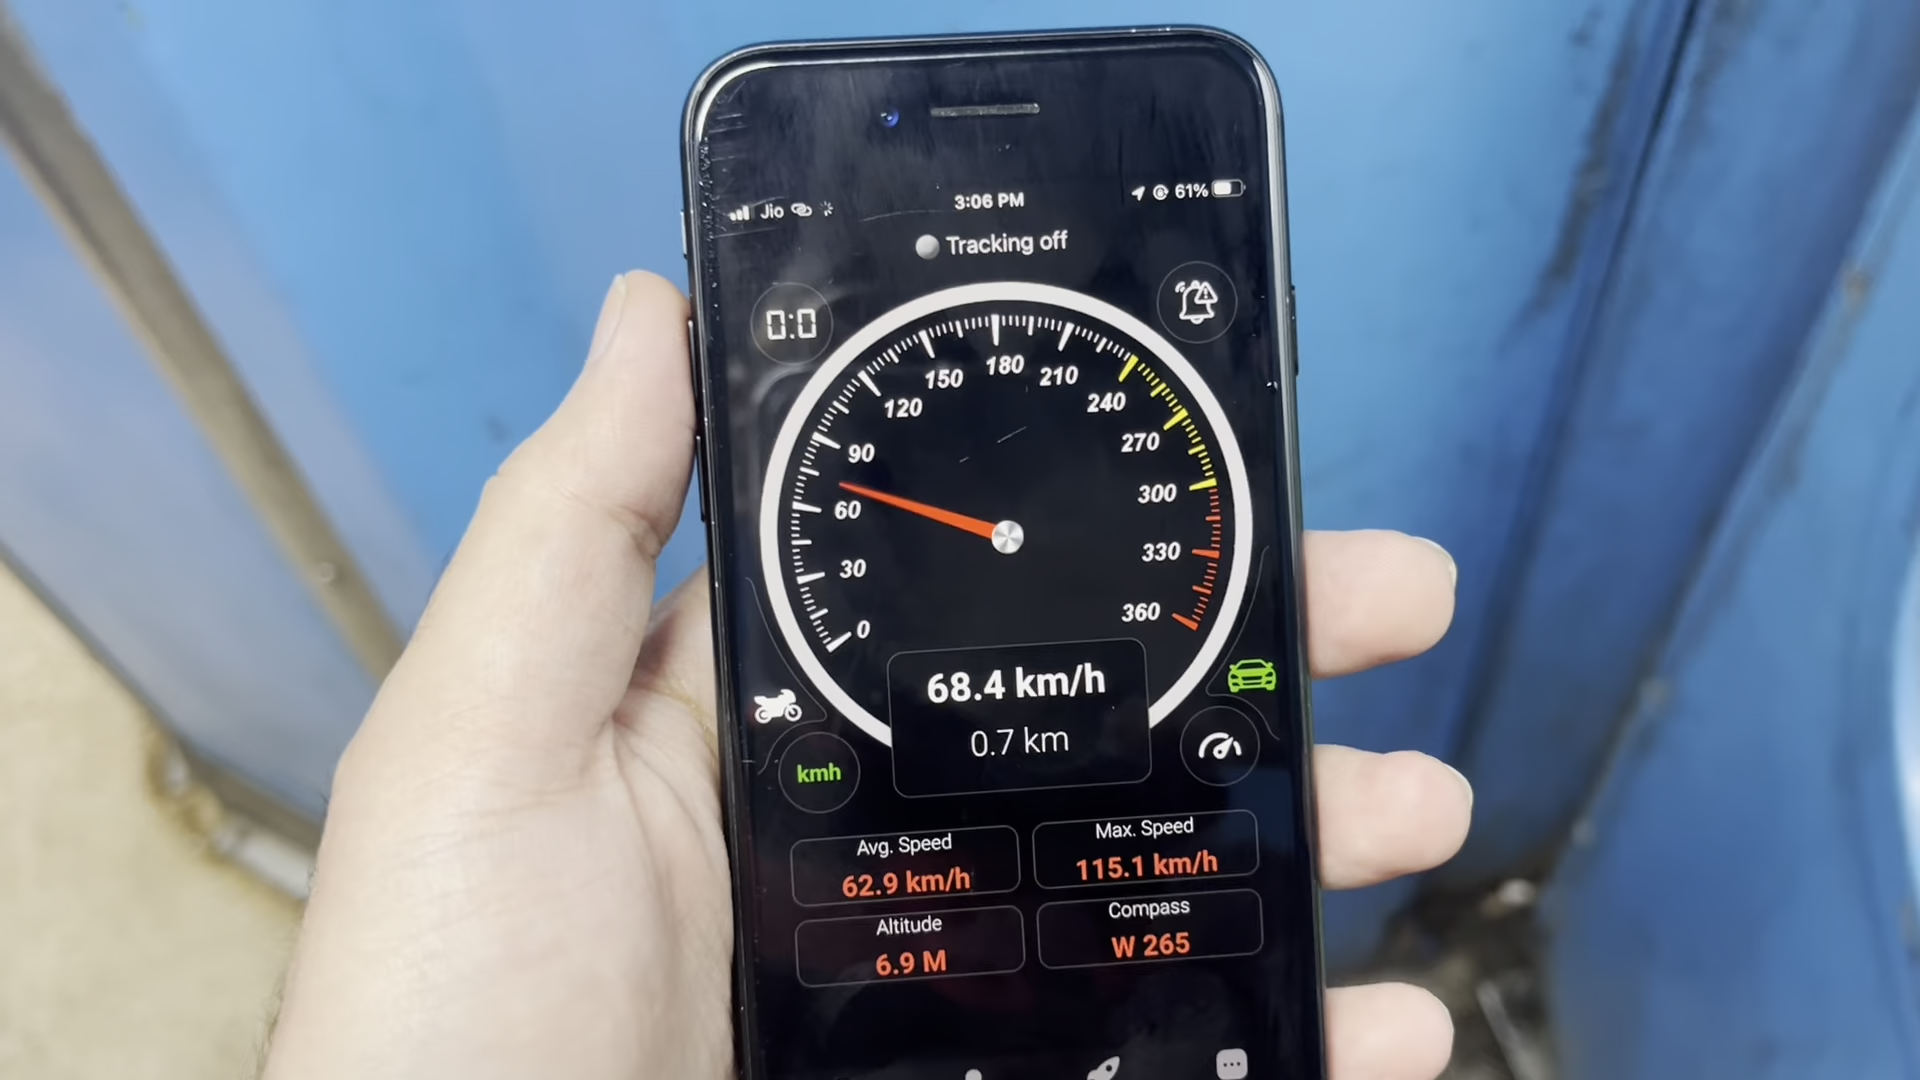 Jio
3:06 PM
61%
Tracking off
0:0
0
30
60
90
120
150
180
210
240
270
300
330
360
68.4 km/h
0.7 km
kmh
Avg. Speed
62.9 km/h
Max. Speed
115.1 km/h
Altitude
6.9 M
Compass
W 265